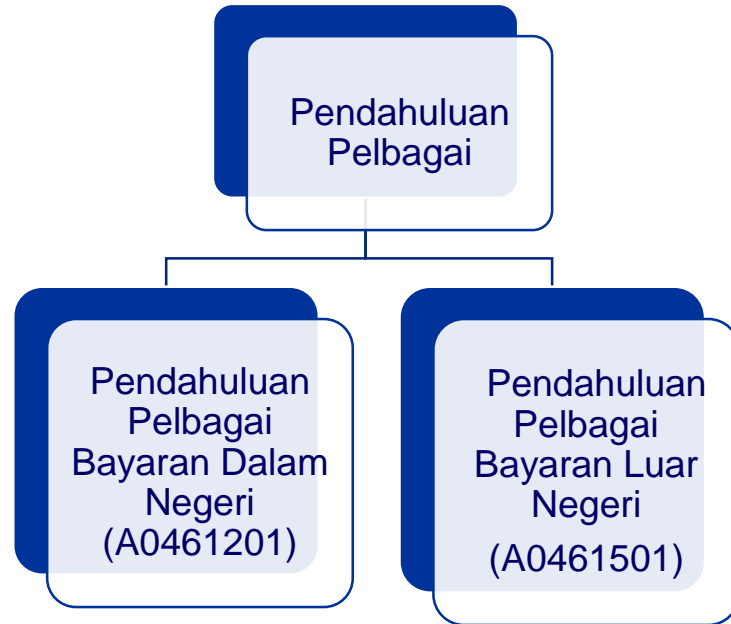 Pendahuluan
Pelbagai
Pendahuluan
Pelbagai
Bayaran Dalam
Negeri
(A0461201)
Pendahuluan
Pelbagai
Bayaran Luar
Negeri
(A0461501)